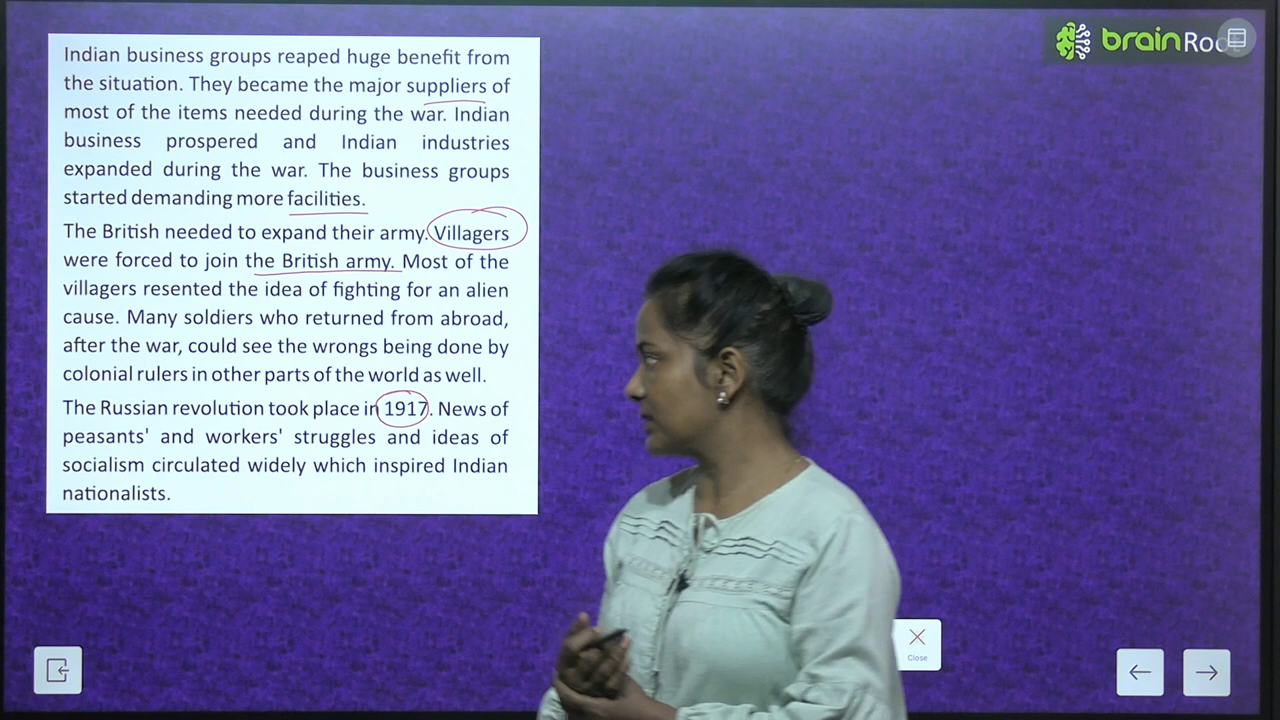 Indian business groups reaped huge benefit from
the situation. They became the major suppliers of
most of the items needed during the war. Indian
business prospered and Indian industries
expanded during the war. The business groups
started demanding more facilities.
The British needed to expand their army. Villagers
were forced to join the British army. Most of the
villagers resented the idea of fighting for an alien
cause. Many soldiers who returned from abroad,
after the war, could see the wrongs being done by
colonial rulers in other parts of the world as well.
The Russian revolution took place in 1917. News of
peasants' and workers' struggles and ideas of
socialism circulated widely which inspired Indian
nationalists.
brain
Close